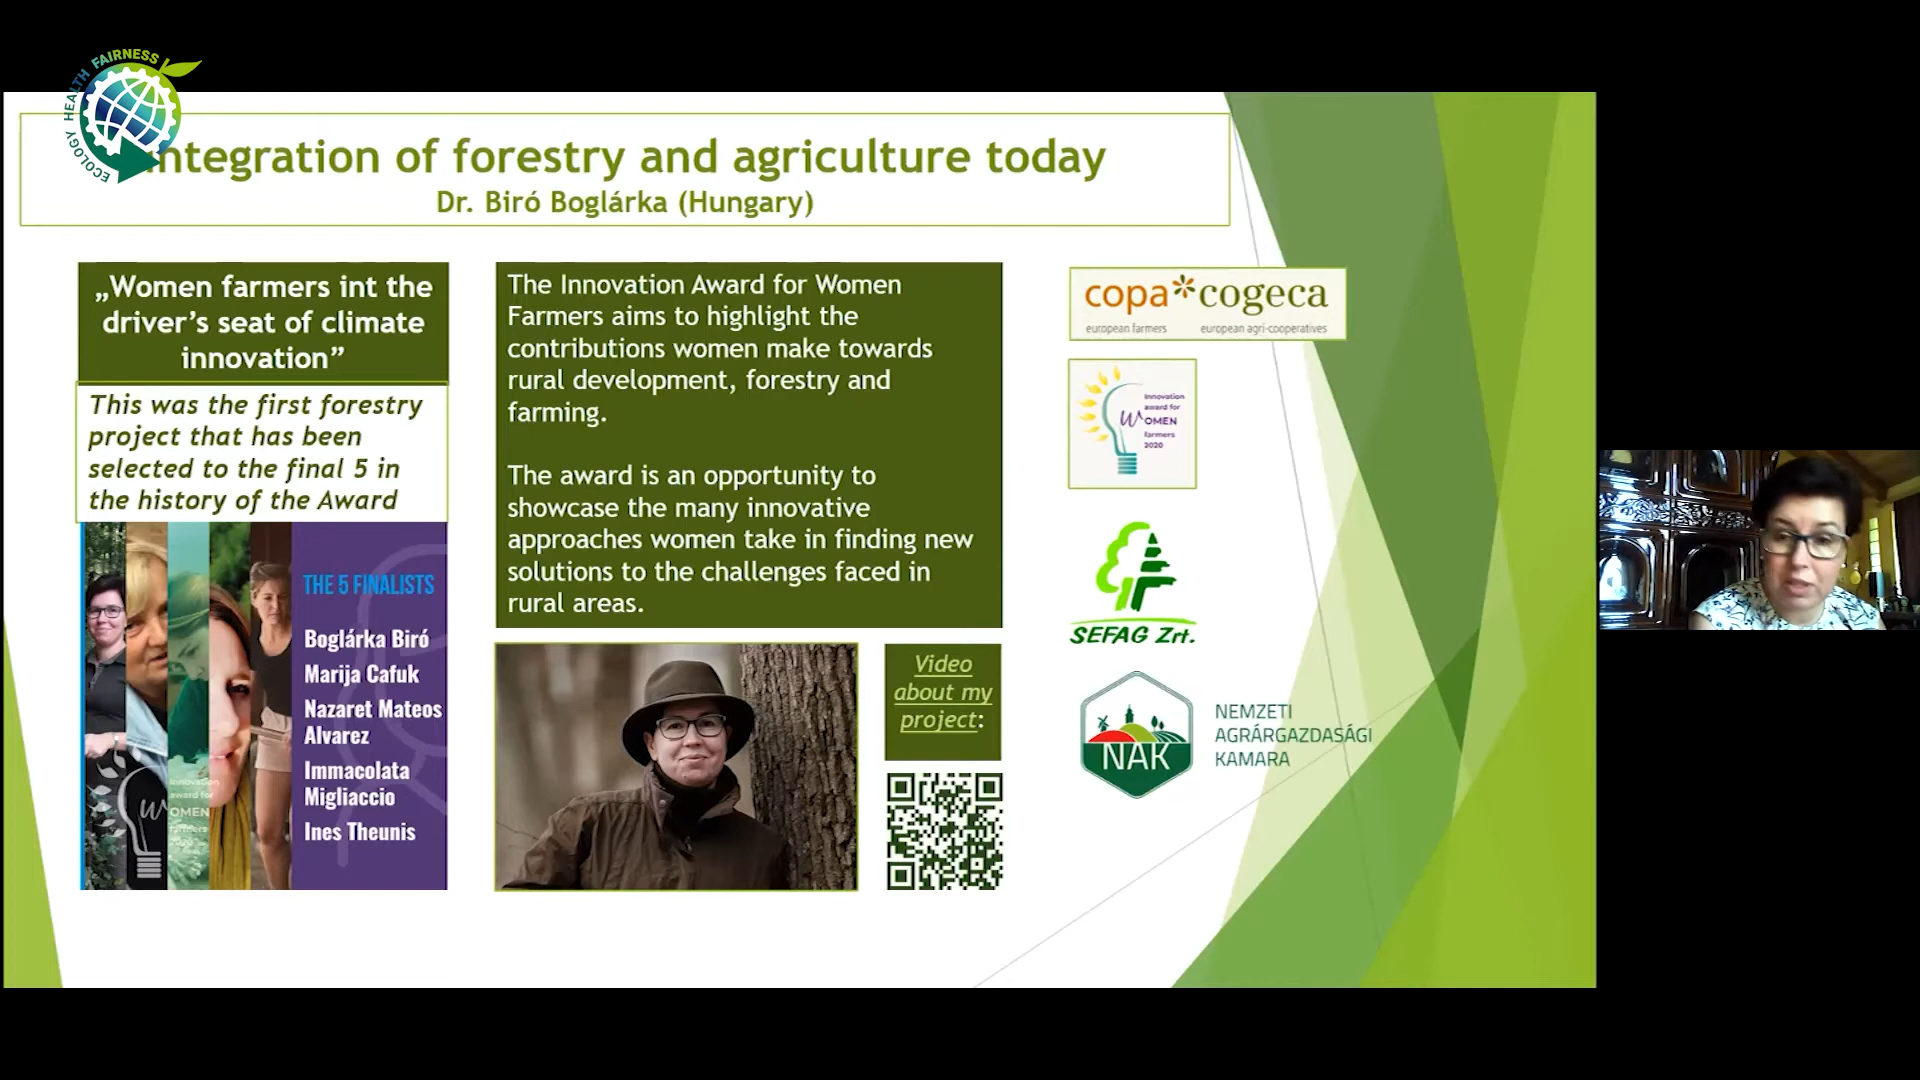 ECOLOGY HEALTH FAIRNESS
Integration of forestry and agriculture today
Dr. Biró Boglárka (Hungary)
„Women farmers int the
driver’s seat of climate
innovation”
This was the first forestry
project that has been
selected to the final 5 in
the history of the Award
THE 5 FINALISTS
Boglárka Biró
Marija Cafuk
Nazaret Mateos
Alvarez
Immacolata
Migliaccio
Ines Theunis
Innovation
award for
WOMEN
farmers
2020
The Innovation Award for Women
Farmers aims to highlight the
contributions women make towards
rural development, forestry and
farming.
The award is an opportunity to
showcase the many innovative
approaches women take in finding new
solutions to the challenges faced in
rural areas.
Video
about my
project:
copa*cogeca
european farmers european agri-cooperatives
Innovation
award for
WOMEN
farmers
2020
SEFAG Zrt.
NAK
NEMZETI
AGRÁRGAZDASÁGI
KAMARA